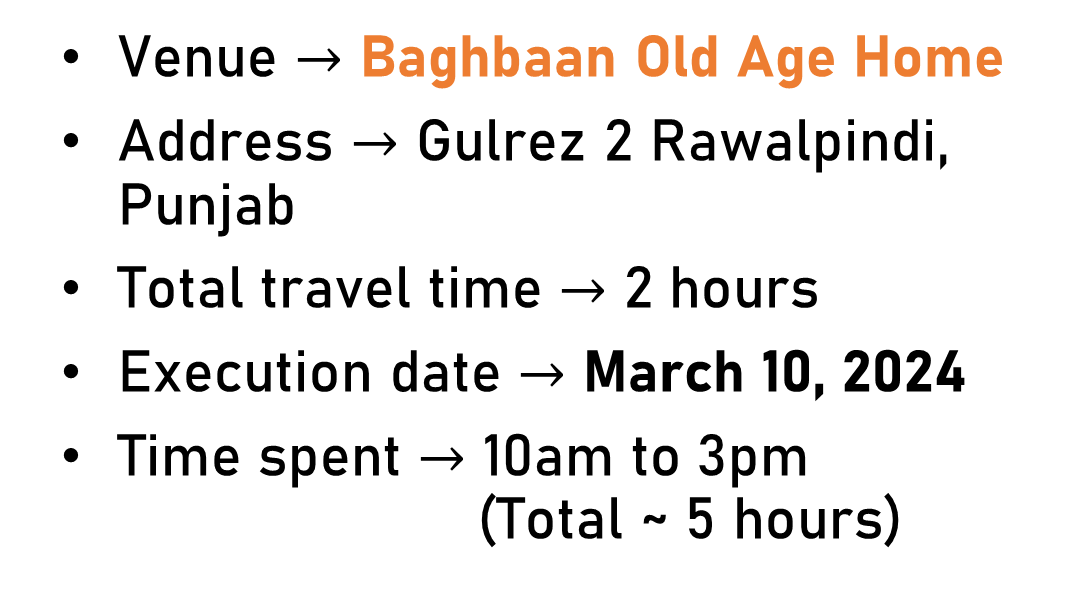 • Venue → Baghbaan Old Age Home
• Address → Gulrez 2 Rawalpindi,
Punjab
• Total travel time → 2 hours
• Execution date → March 10, 2024
• Time spent → 10am to 3pm
(Total ~ 5 hours)